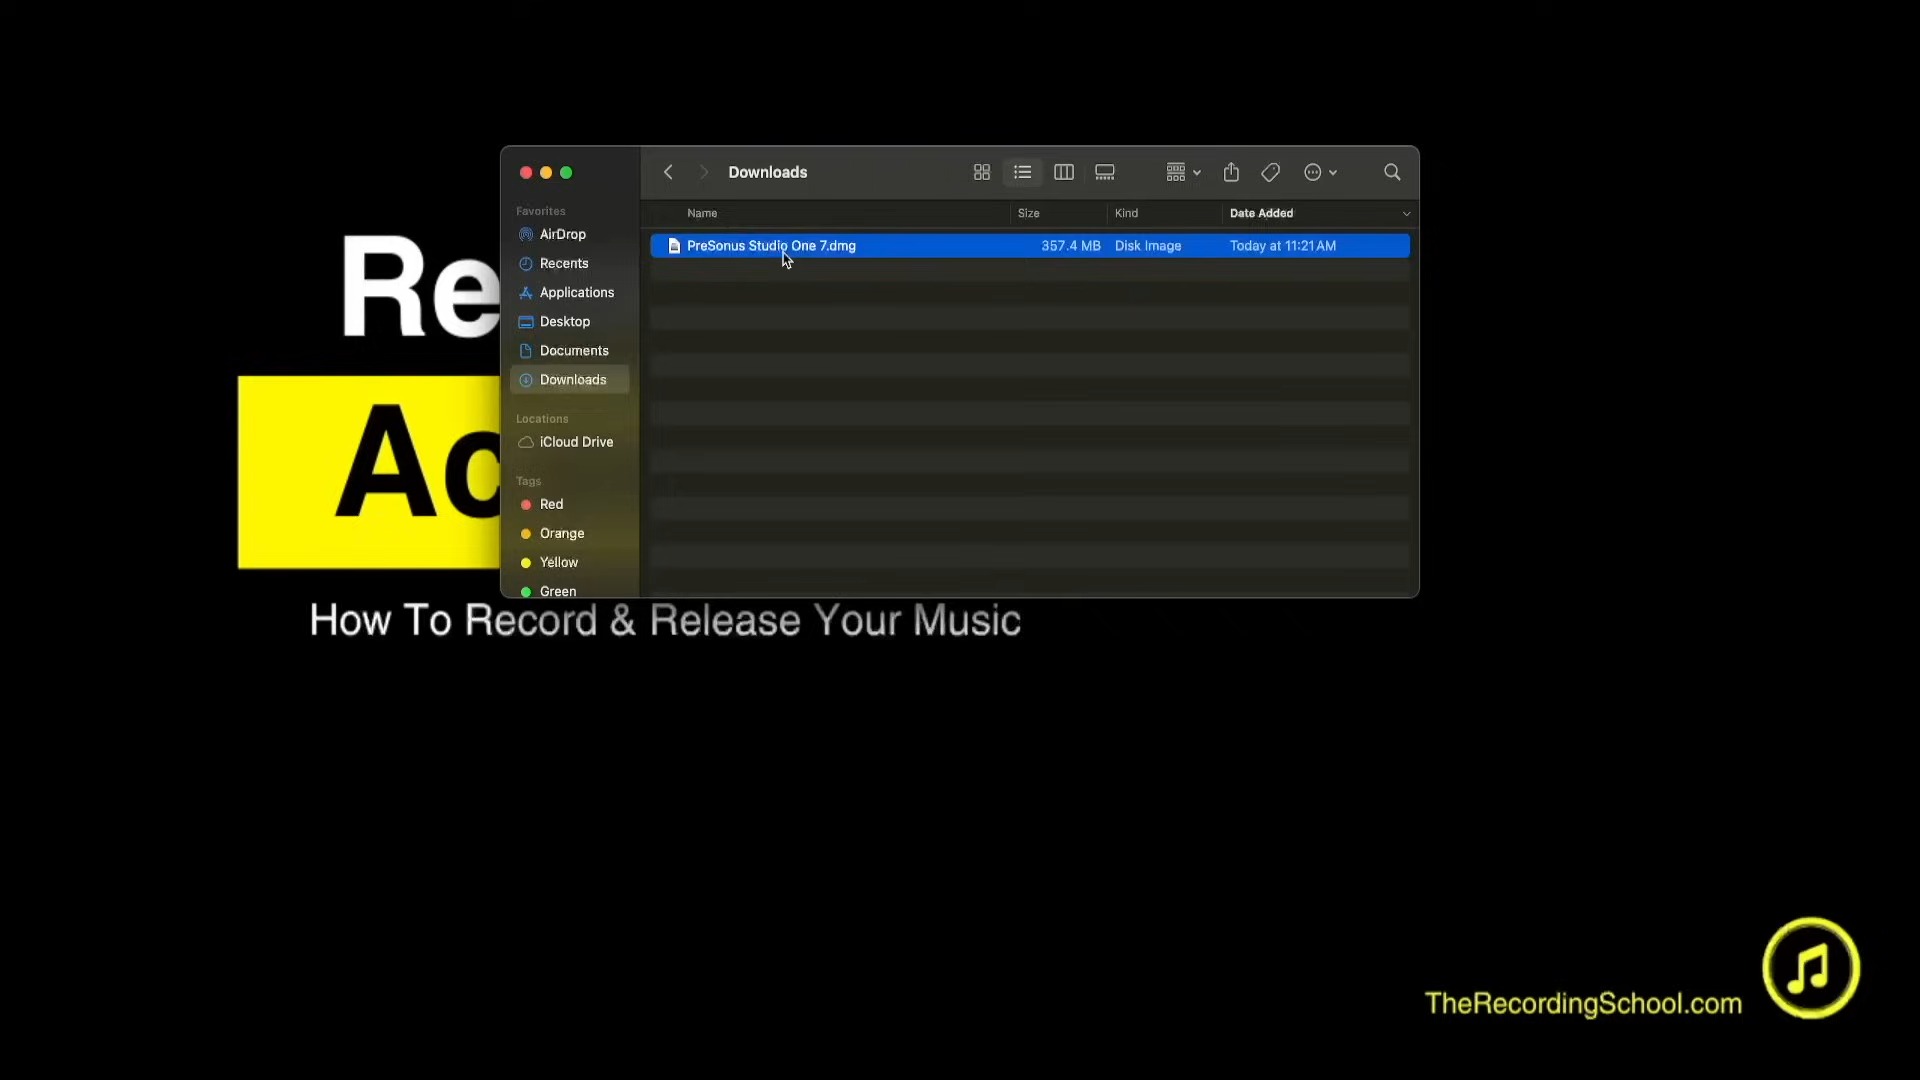 Downloads
Favorites
AirDrop
Recents
Applications
Desktop
Documents
Downloads
Locations
iCloud Drive
Tags
Red
Orange
Yellow
Green
Name Size Kind Date Added
PreSonus Studio One 7.dmg 357.4 MB Disk Image Today at 11:21 AM
Re
Ac
How To Record & Release Your Music
TheRecordingSchool.com